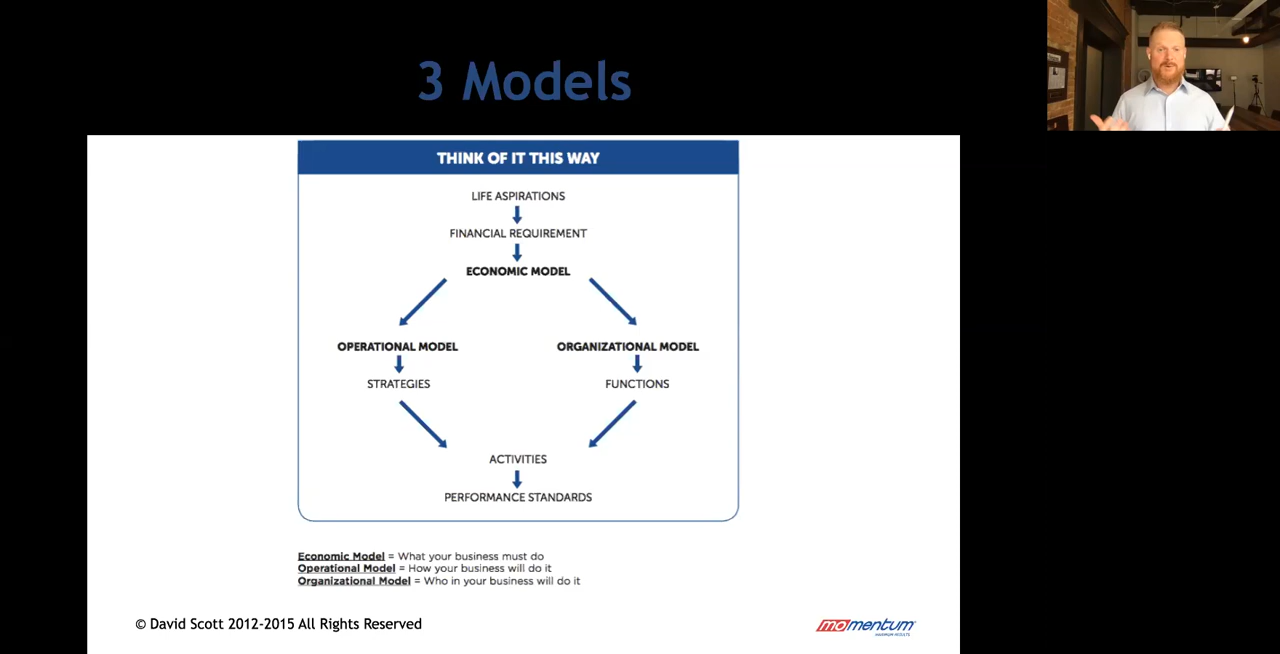 3 Models
THINK OF IT THIS WAY
LIFE ASPIRATIONS
FINANCIAL REQUIREMENT
ECONOMIC MODEL
OPERATIONAL MODEL
ORGANIZATIONAL MODEL
STRATEGIES
FUNCTIONS
ACTIVITIES
PERFORMANCE STANDARDS
Economic Model = What your business must do
Operational Model = How your business will do it
Organizational Model = Who in your business will do it
© David Scott 2012-2015 All Rights Reserved
momentum
MAXIMUM RESULTS